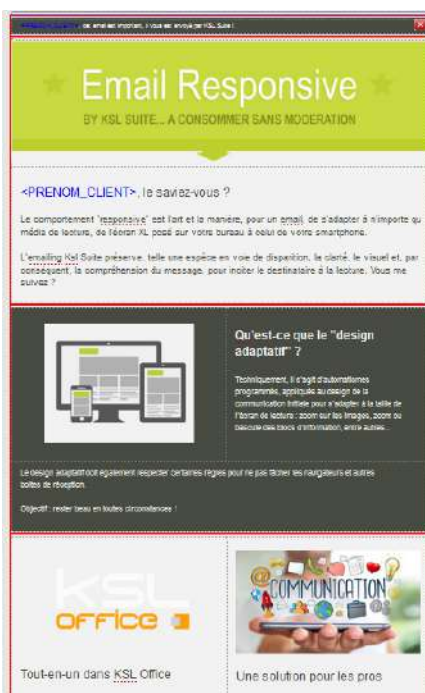 <PRENOM_CLIENT>, cet email est important, il vous est envoyé par KSL Suite !
Email Responsive
BY KSL SUITE... A CONSOMMER SANS MODERATION
<PRENOM_CLIENT>, le saviez-vous ?
Le comportement "responsive" est l'art et la manière, pour un email, de s'adapter à n'importe qu
média de lecture, de l'écran XL posé sur votre bureau à celui de votre smartphone.
L'emailing Ksl Suite préserve, telle une espèce en voie de disparition, la clarté, le visuel et, par
conséquent, la compréhension du message, pour inciter le destinataire à la lecture. Vous me
suivez ?
Qu'est-ce que le "design
adaptatif" ?
Techniquement, il s'agit d'automatismes
programmés, appliqués au design de la
communication initiale pour s'adapter à la taille de
l'écran de lecture : zoom sur les images, zoom ou
bascule des blocs d'information, entre autres...
Le design adaptatif doit également respecter certaines règles pour ne pas fâcher les navigateurs et autres
boîtes de réception.
Objectif : rester beau en toutes circonstances !
KSL
OFFICE
COMMUNICATION
Tout-en-un dans KSL Office
Une solution pour les pros